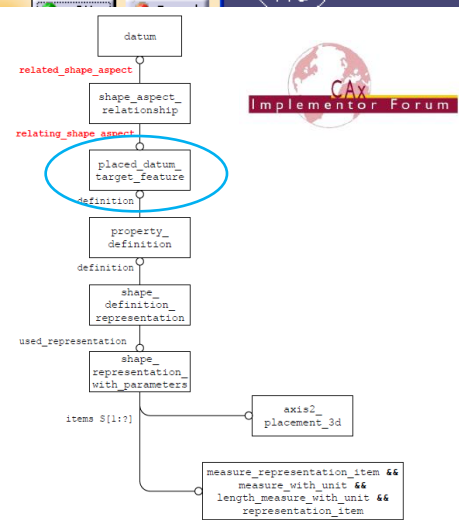 datum
related_shape_aspect
shape_aspect_
relationship
CAx
Implementor Forum
relating_shape_aspect
placed_datum_
target_feature
definition
property_
definition
definition
shape_
definition_
representation
used_representation
shape_
representation_
with_parameters
items S[1:?]
axis2_
placement_3d
measure_representation_item &&
measure_with_unit &&
length_measure_with_unit &&
representation_item